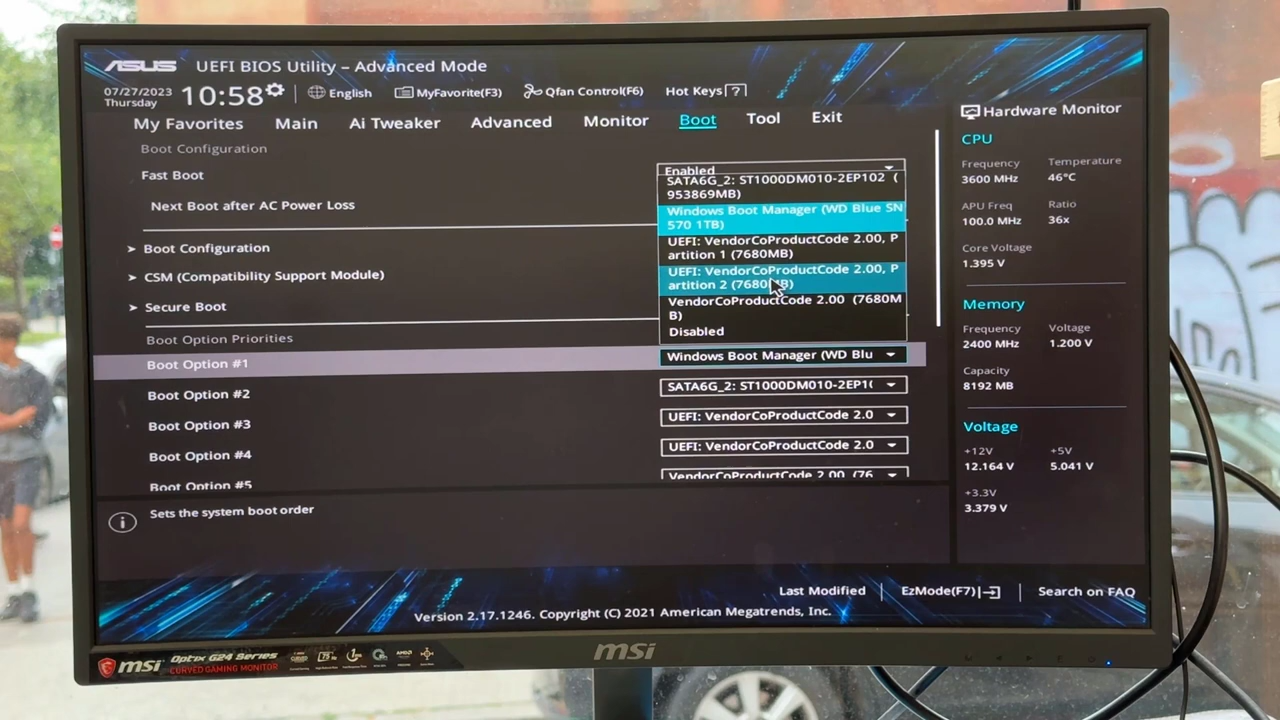 ASUS UEFI BIOS Utility – Advanced Mode
07/27/2023
Thursday
10:58
English
MyFavorite(F3)
Qfan Control(F6)
Hot Keys ?
My Favorites Main Ai Tweaker Advanced Monitor Boot Tool Exit
Boot Configuration
Fast Boot
Enabled
SATA6G_2: ST1000DM010-2EP102 (
953869MB)
Next Boot after AC Power Loss
Windows Boot Manager (WD Blue SN
570 1TB)
UEFI: VendorCoProductCode 2.00, P
artition 1 (7680MB)
> Boot Configuration
UEFI: VendorCoProductCode 2.00, P
artition 2 (7680MB)
> CSM (Compatibility Support Module)
VendorCoProductCode 2.00 (7680M
B)
> Secure Boot
Disabled
Boot Option Priorities
Boot Option #1
Windows Boot Manager (WD Blu
Boot Option #2
SATA6G_2: ST1000DM010-2EP1(
Boot Option #3
UEFI: VendorCoProductCode 2.0
Boot Option #4
UEFI: VendorCoProductCode 2.0
Boot Option #5
VendorCoProductCode 2.00 (76
Sets the system boot order
Hardware Monitor
CPU
Frequency Temperature
3600 MHz 46°C
APU Freq Ratio
100.0 MHz 36x
Core Voltage
1.395 V
Memory
Frequency Voltage
2400 MHz 1.200 V
Capacity
8192 MB
Voltage
+12V +5V
12.164 V 5.041 V
+3.3V
3.379 V
Last Modified
EzMode(F7)
Search on FAQ
Version 2.17.1246. Copyright (C) 2021 American Megatrends, Inc.
msi Optix G24 Series
CURVED GAMING MONITOR
msi